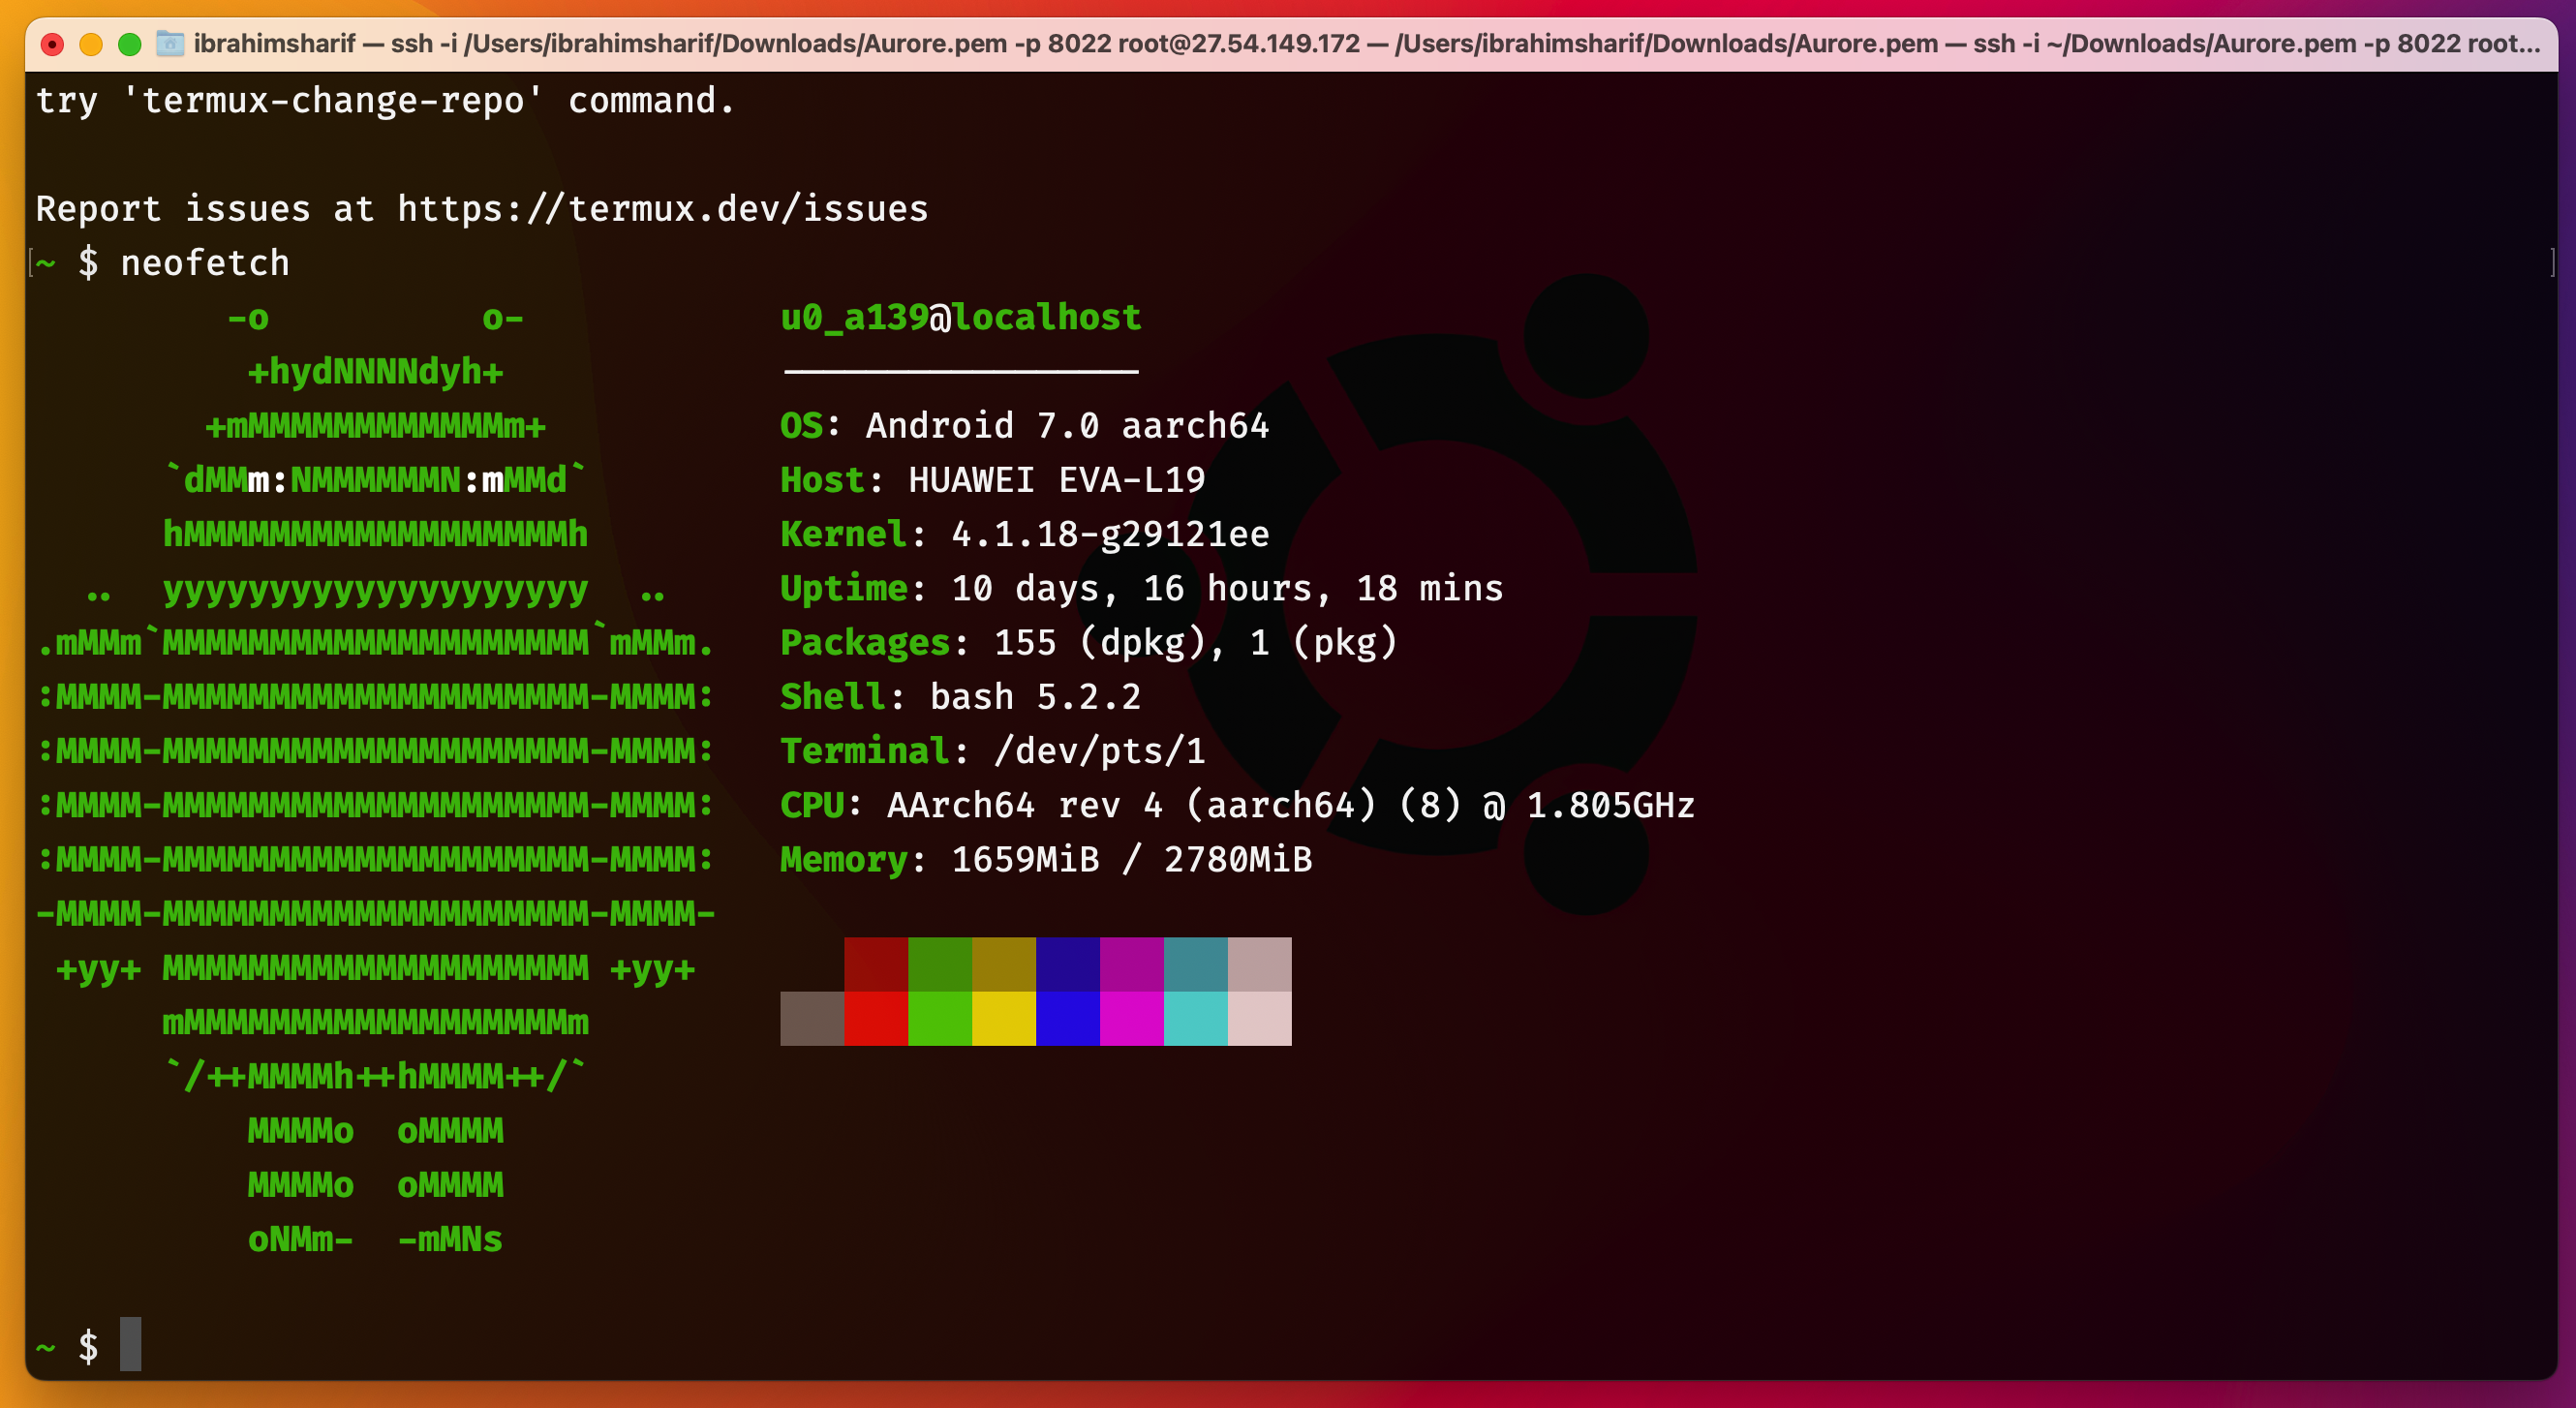 ibrahimsharif — ssh -i /Users/ibrahimsharif/Downloads/Aurore.pem -p 8022 root@27.54.149.172 — /Users/ibrahimsharif/Downloads/Aurore.pem — ssh -i ~/Downloads/Aurore.pem -p 8022 root...
try 'termux-change-repo' command.
Report issues at https://termux.dev/issues
[~ $ neofetch ]
-o          o-          u0_a139@localhost
+hydNNNNdyh+            -----------------
+mMMMMMMMMMMMMm+        OS: Android 7.0 aarch64
`dMMm:NMMMMMMN:mMMd`    Host: HUAWEI EVA-L19
hMMMMMMMMMMMMMMMMMMh    Kernel: 4.1.18-g29121ee
..  yyyyyyyyyyyyyyyyyyyy  ..    Uptime: 10 days, 16 hours, 18 mins
.mMMm`MMMMMMMMMMMMMMMMMMMM`mMMm.   Packages: 155 (dpkg), 1 (pkg)
:MMMM-MMMMMMMMMMMMMMMMMMMM-MMMM:   Shell: bash 5.2.2
:MMMM-MMMMMMMMMMMMMMMMMMMM-MMMM:   Terminal: /dev/pts/1
:MMMM-MMMMMMMMMMMMMMMMMMMM-MMMM:   CPU: AArch64 rev 4 (aarch64) (8) @ 1.805GHz
:MMMM-MMMMMMMMMMMMMMMMMMMM-MMMM:   Memory: 1659MiB / 2780MiB
-MMMM-MMMMMMMMMMMMMMMMMMMM-MMMM-
+yy+ MMMMMMMMMMMMMMMMMMMM +yy+
mMMMMMMMMMMMMMMMMMMm
`/++MMMMh++hMMMM++/`
MMMMo  oMMMM
MMMMo  oMMMM
oNMm-  -mMNs
~ $